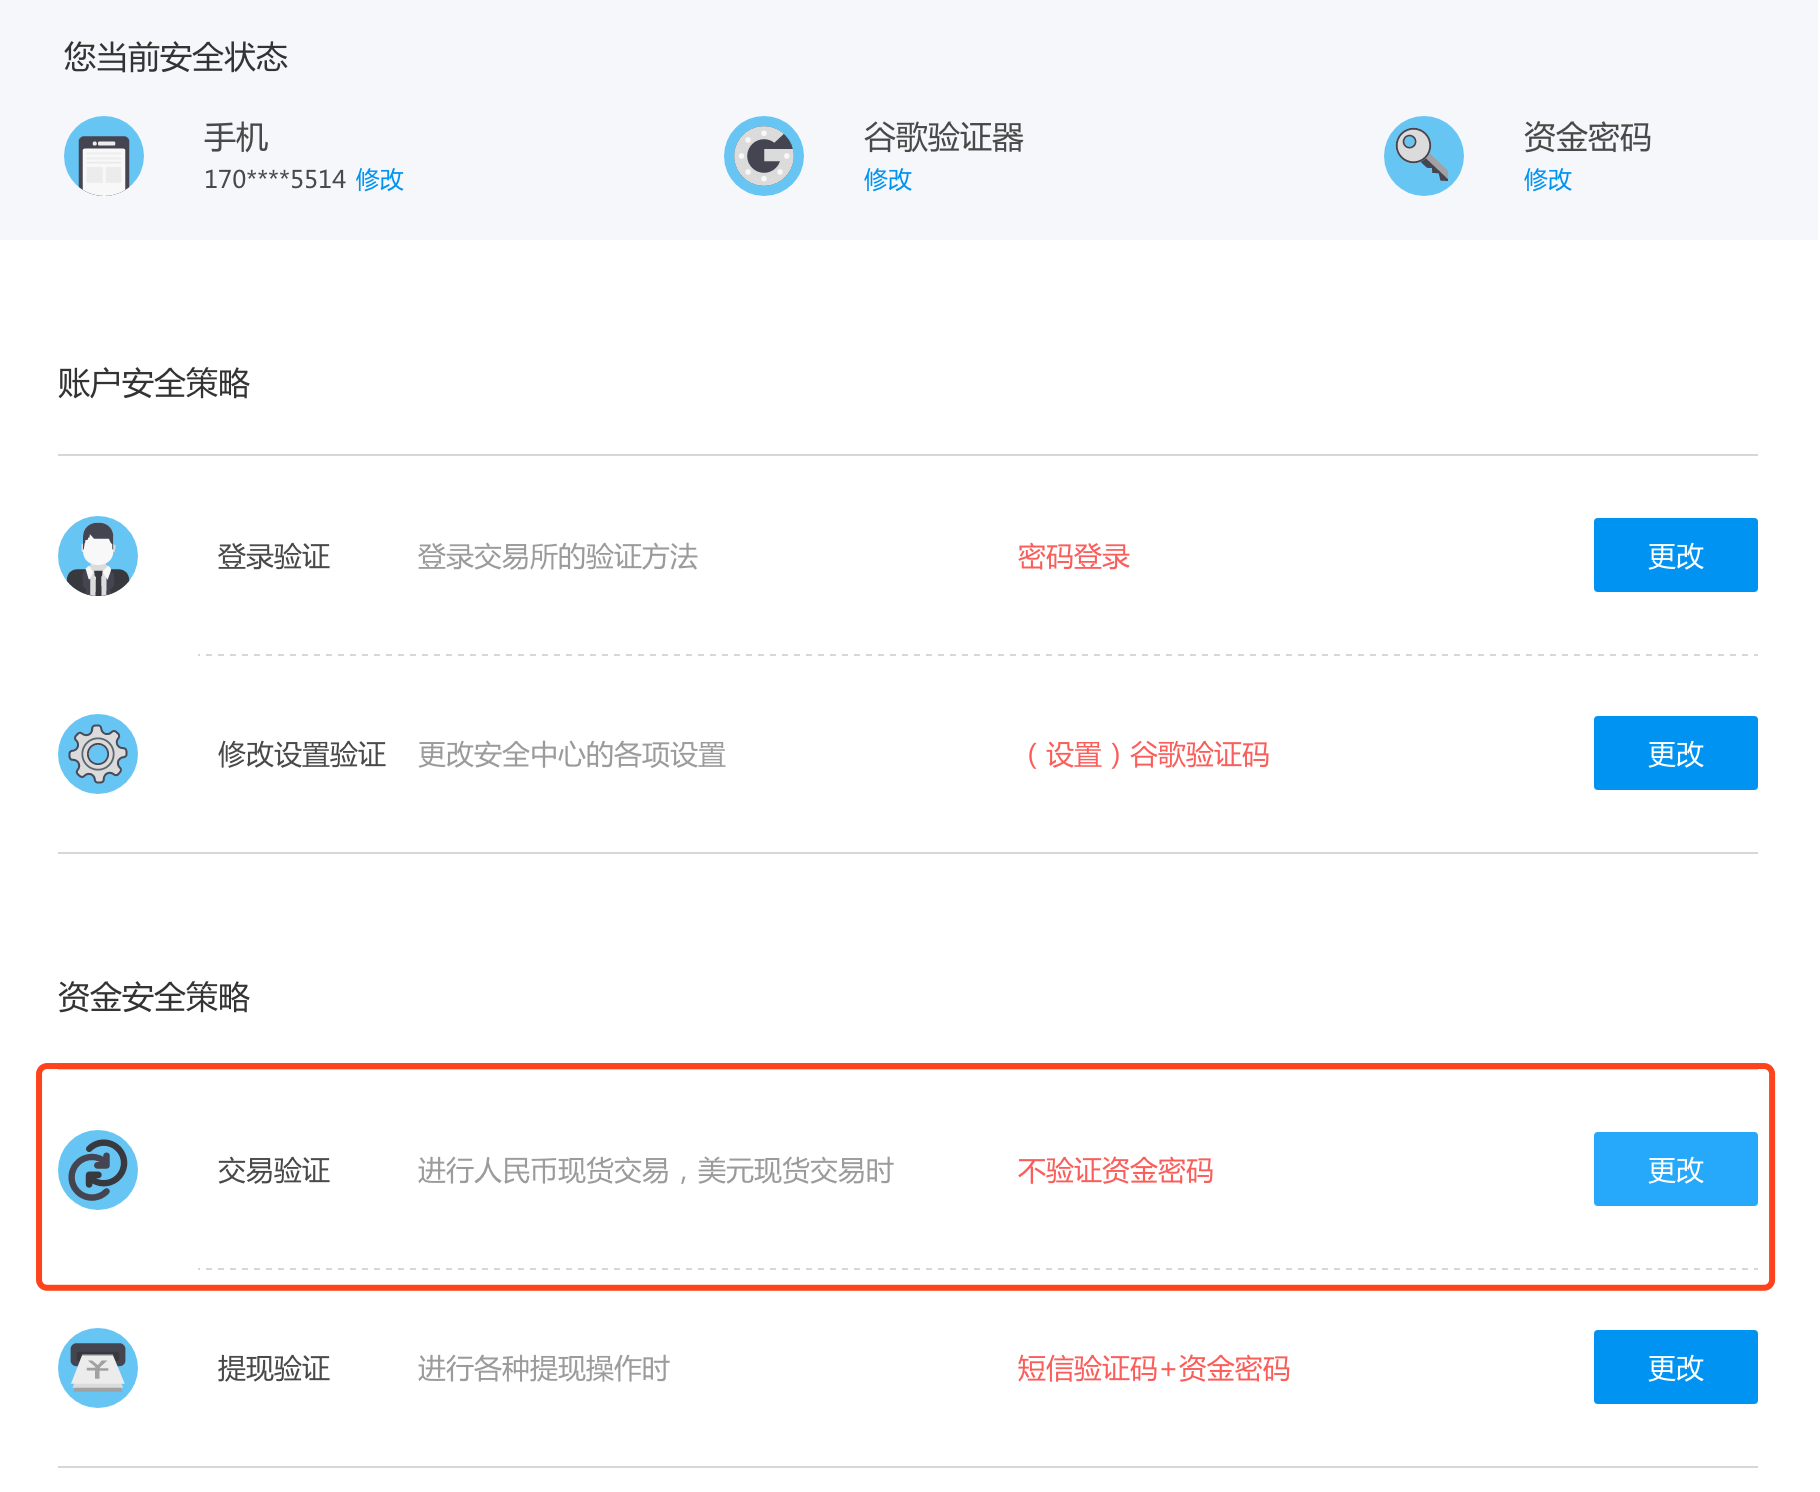 您当前安全状态
手机
170****5514 修改
谷歌验证器
修改
资金密码
修改
账户安全策略
登录验证 登录交易所的验证方法 密码登录 更改
修改设置验证 更改安全中心的各项设置 （设置）谷歌验证码 更改
资金安全策略
交易验证 进行人民币现货交易，美元现货交易时 不验证资金密码 更改
提现验证 进行各种提现操作时 短信验证码+资金密码 更改